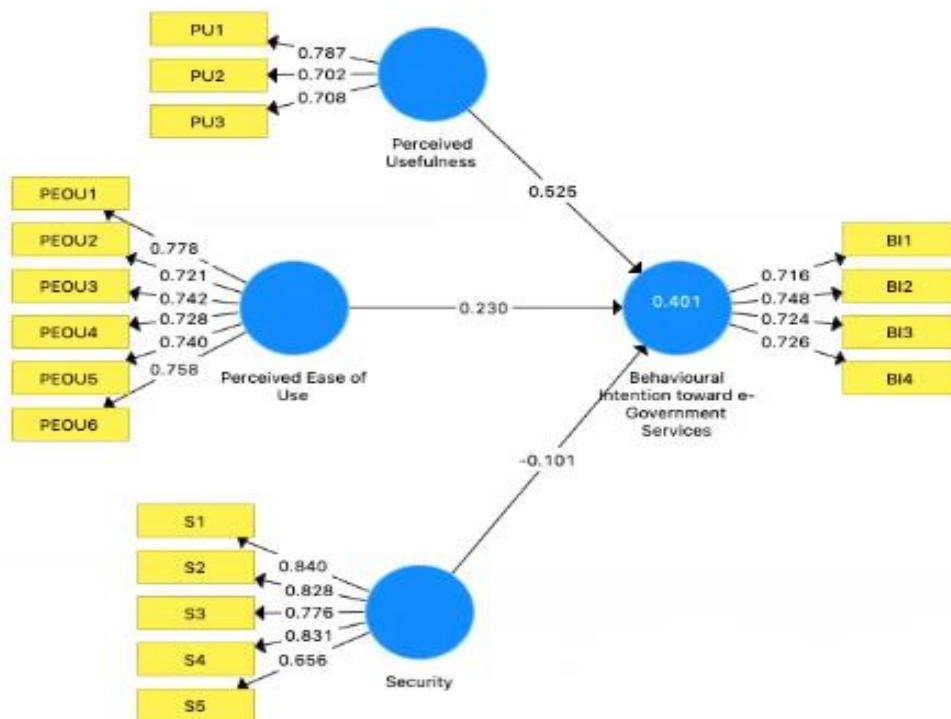 PU1
0.787
PU2
0.702
0.708
PU3
Perceived
Usefulness
0.525
PEOU1
PEOU2
0.778
0.721
PEOU3
0.742
0.728
PEOU4
0.740
PEOU5
0.758
PEOU6
Perceived Ease of
Use
0.230
0.401
BI1
0.716
BI2
0.748
0.724
BI3
0.726
BI4
Behavioural
Intention toward e-
Government
Services
-0.101
S1
0.840
S2
0.828
S3
0.776
0.831
S4
0.656
S5
Security